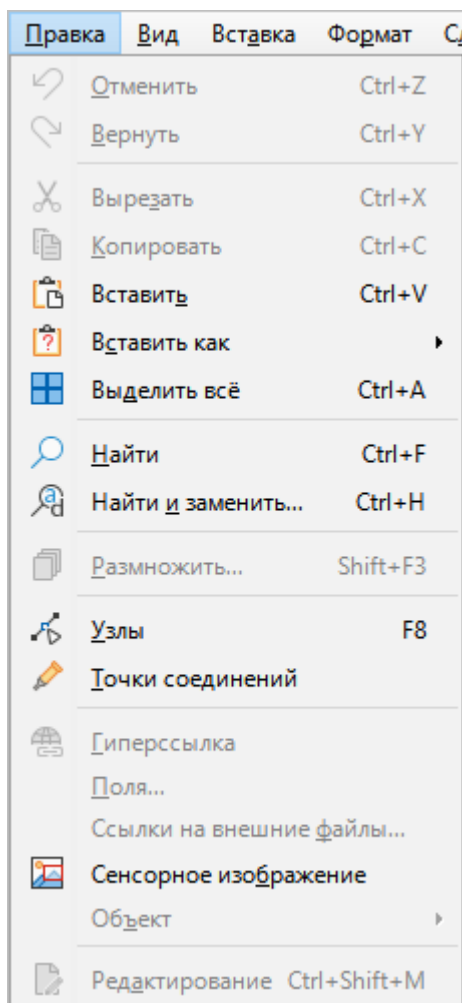 Правка Вид Вставка Формат
Отменить Ctrl+Z
Вернуть Ctrl+Y
Вырезать Ctrl+X
Копировать Ctrl+C
Вставить Ctrl+V
Вставить как
Выделить всё Ctrl+A
Найти Ctrl+F
Найти и заменить... Ctrl+H
Размножить... Shift+F3
Узлы F8
Точки соединений
Гиперссылка
Поля...
Ссылки на внешние файлы...
Сенсорное изображение
Объект
Редактирование Ctrl+Shift+M